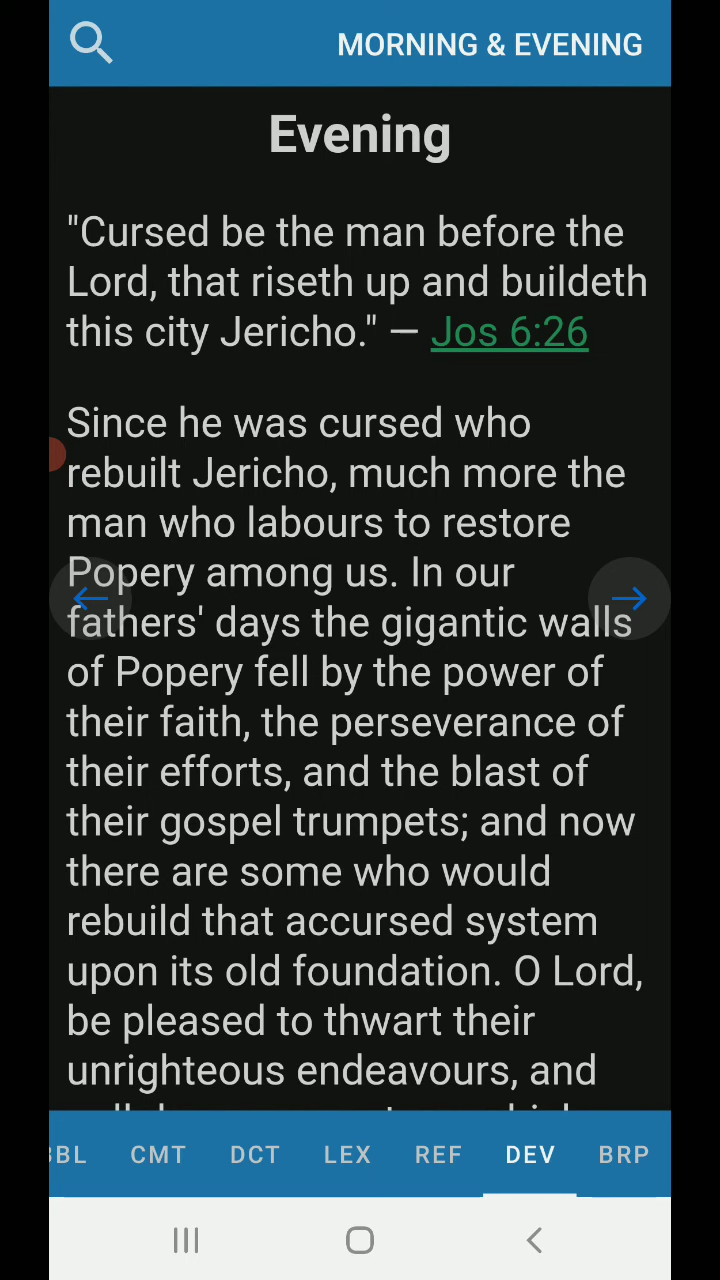 MORNING & EVENING
Evening
"Cursed be the man before the
Lord, that riseth up and buildeth
this city Jericho." — Jos 6:26
Since he was cursed who
rebuilt Jericho, much more the
man who labours to restore
Popery among us. In our
fathers' days the gigantic walls
of Popery fell by the power of
their faith, the perseverance of
their efforts, and the blast of
their gospel trumpets; and now
there are some who would
rebuild that accursed system
upon its old foundation. O Lord,
be pleased to thwart their
unrighteous endeavours, and
BBL CMT DCT LEX REF DEV BRP